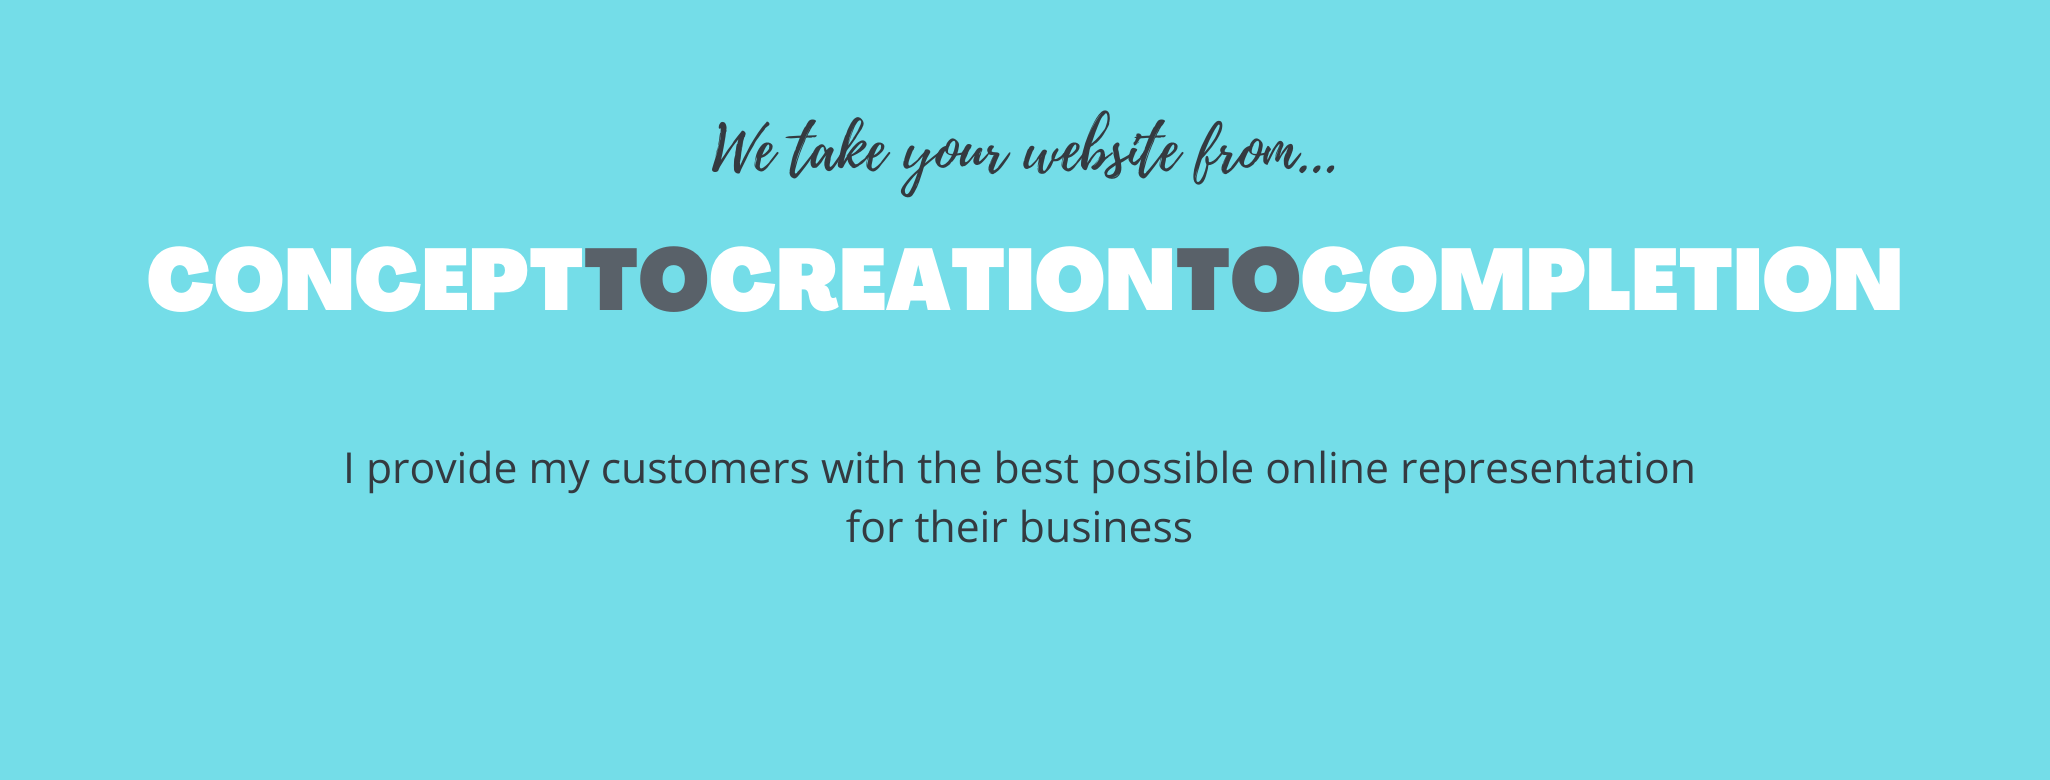 We take your website from...
CONCEPTTOCREATIONTOCOMPLETION
I provide my customers with the best possible online representation
for their business